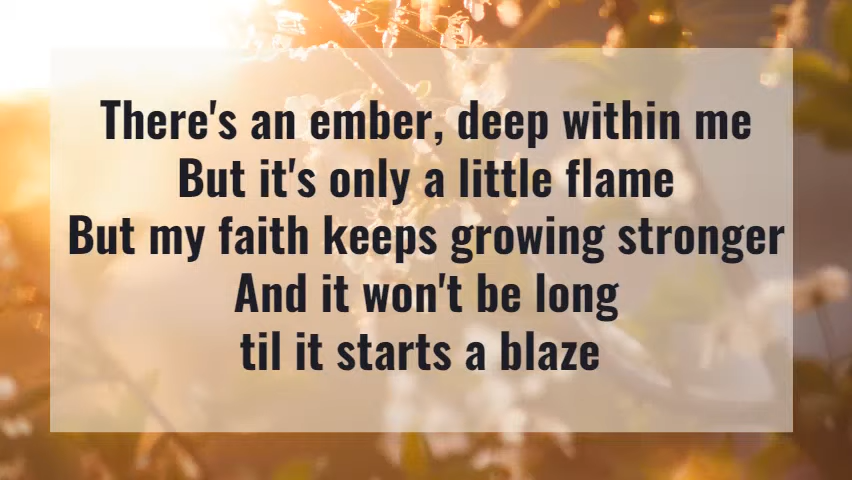 There's an ember, deep within me
But it's only a little flame
But my faith keeps growing stronger
And it won't be long
til it starts a blaze